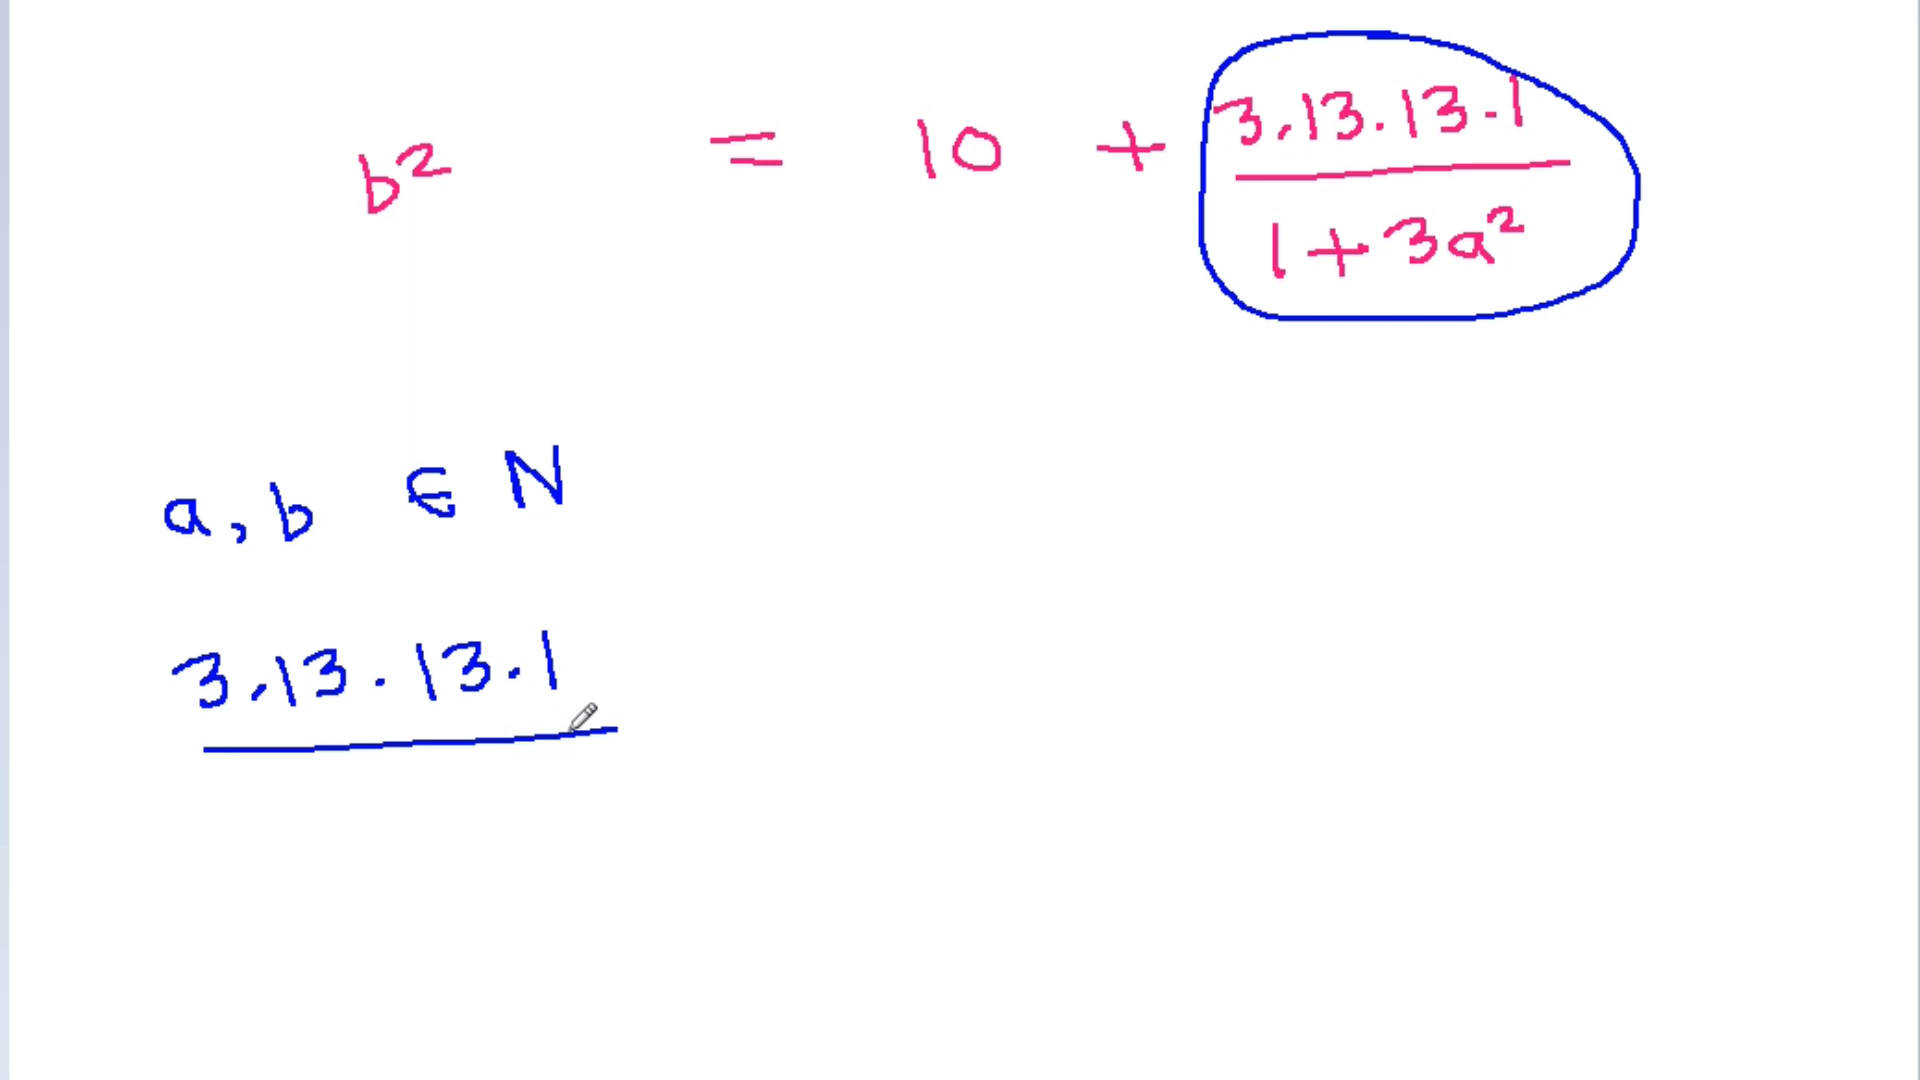 b² = 10 + 3.13.13.1 / 1+3a²
a, b ∈ N
3.13.13.1